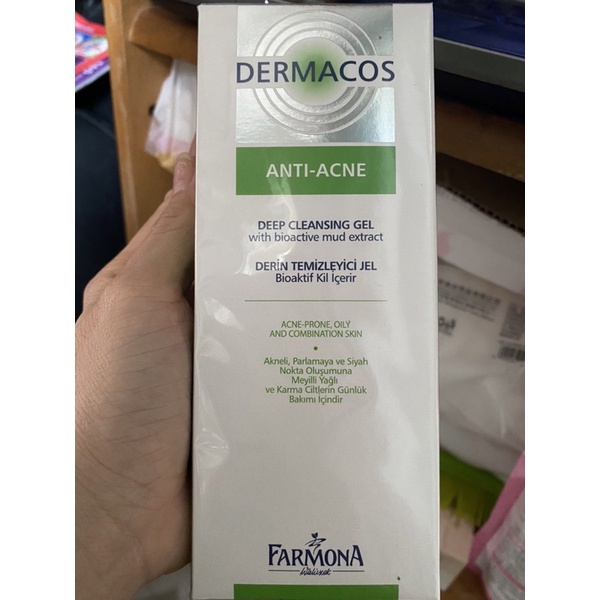 DERMACOS
ANTI-ACNE
DEEP CLEANSING GEL
with bioactive mud extract
DERİN TEMİZLEYİCİ JEL
Bioaktif Kil İçerir
ACNE-PRONE, OILY
AND COMBINATION SKIN
Akneli, Parlamaya ve Siyah
Nokta Oluşumuna
Meyilli Yağlı
ve Karma Ciltlerin Günlük
Bakımı İçindir
FARMONA